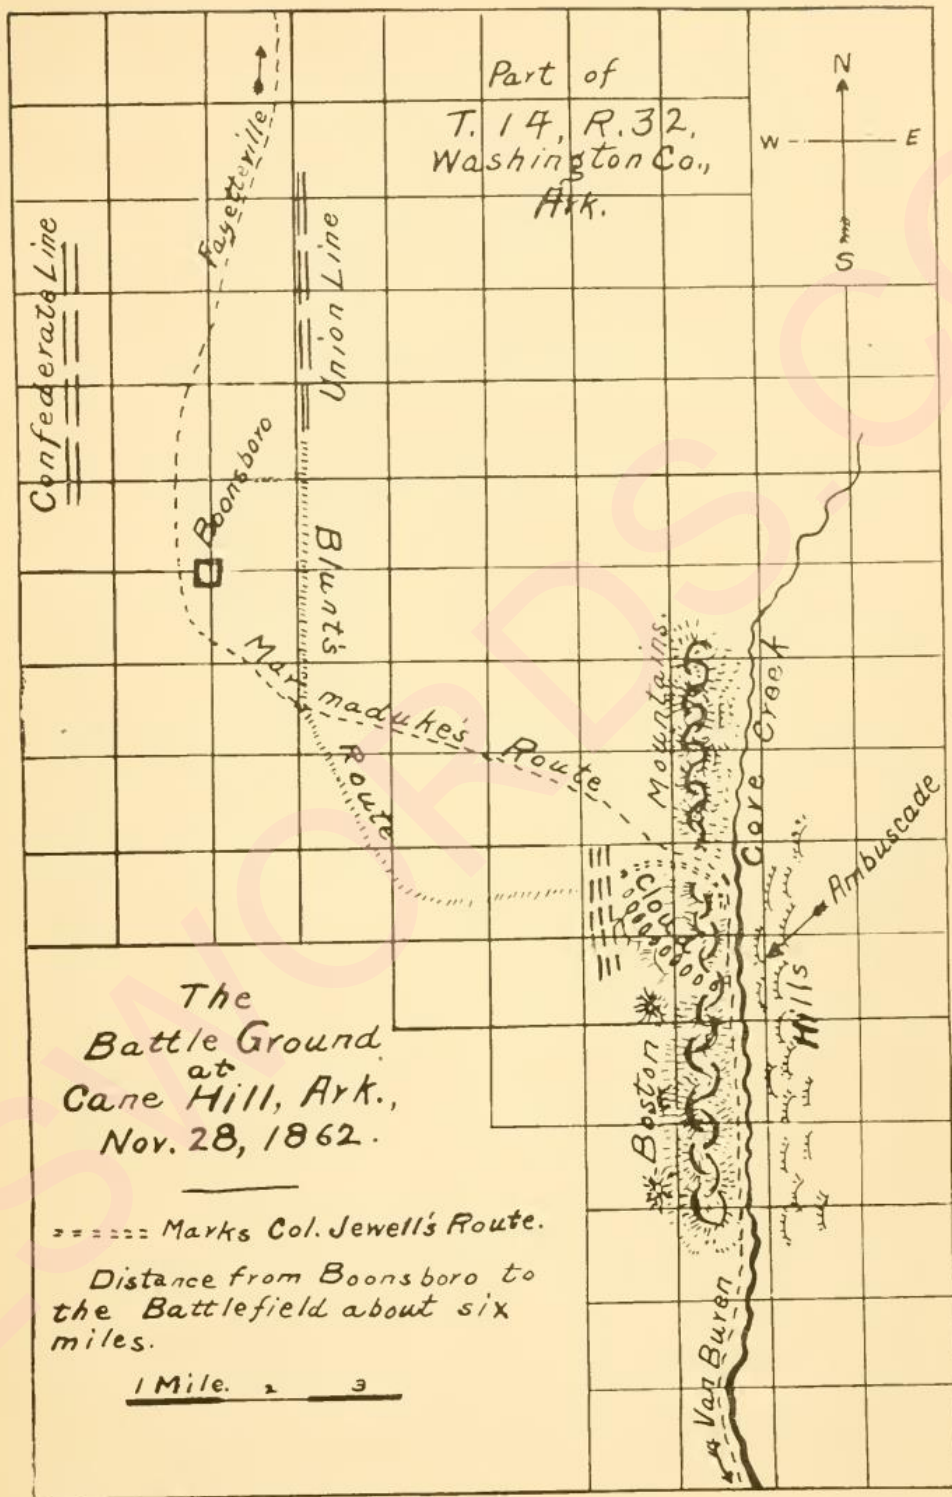 Part of
T. 14, R. 32,
Washington Co.,
Ark.
N
W
E
S
Fayetteville
Confederate Line
Union Line
Boonsboro
Blunt's
Route
Marmaduke's Route
Mountains.
Cove Creek
Cloud
Ambuscade
Hills
Boston
Van Buren
The
Battle Ground
at
Cane Hill, Ark.,
Nov. 28, 1862.
Marks Col. Jewell's Route.
Distance from Boonsboro to
the Battlefield about six
miles.
1 Mile. 2 3